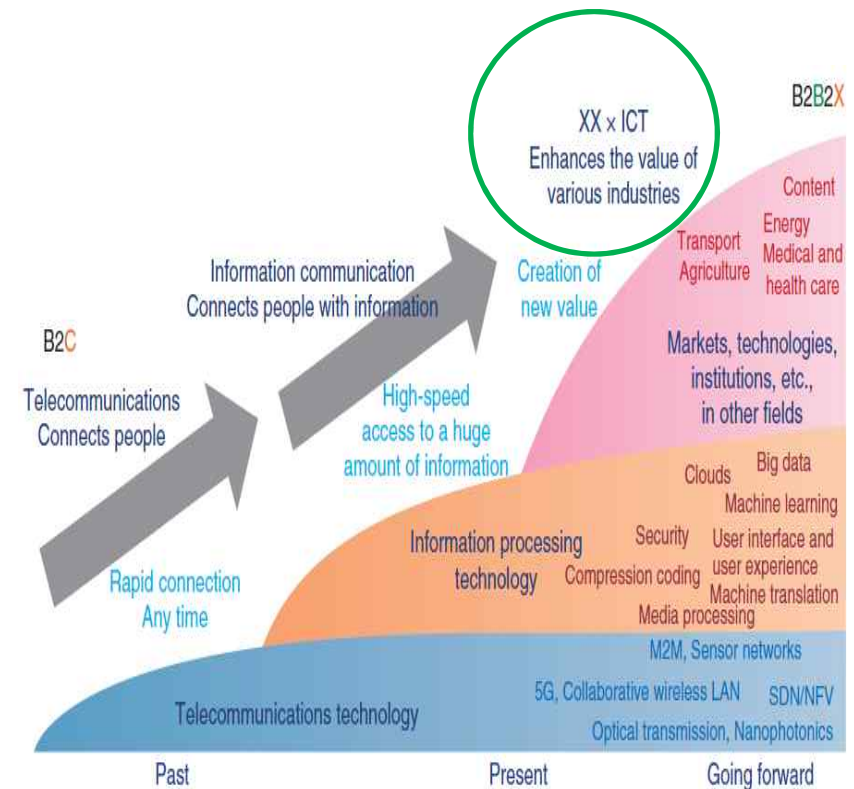 B2B2X
XX × ICT
Enhances the value of
various industries
Content
Energy
Transport
Medical and
Agriculture
health care
Information communication
Connects people with information
Creation of
new value
B2C
Markets, technologies,
institutions, etc.,
in other fields
Telecommunications
Connects people
High-speed
access to a huge
amount of information
Clouds
Big data
Machine learning
Information processing
technology
Security
User interface and
user experience
Compression coding
Machine translation
Media processing
Rapid connection
Any time
M2M, Sensor networks
5G, Collaborative wireless LAN
SDN/NFV
Telecommunications technology
Optical transmission, Nanophotonics
Past
Present
Going forward